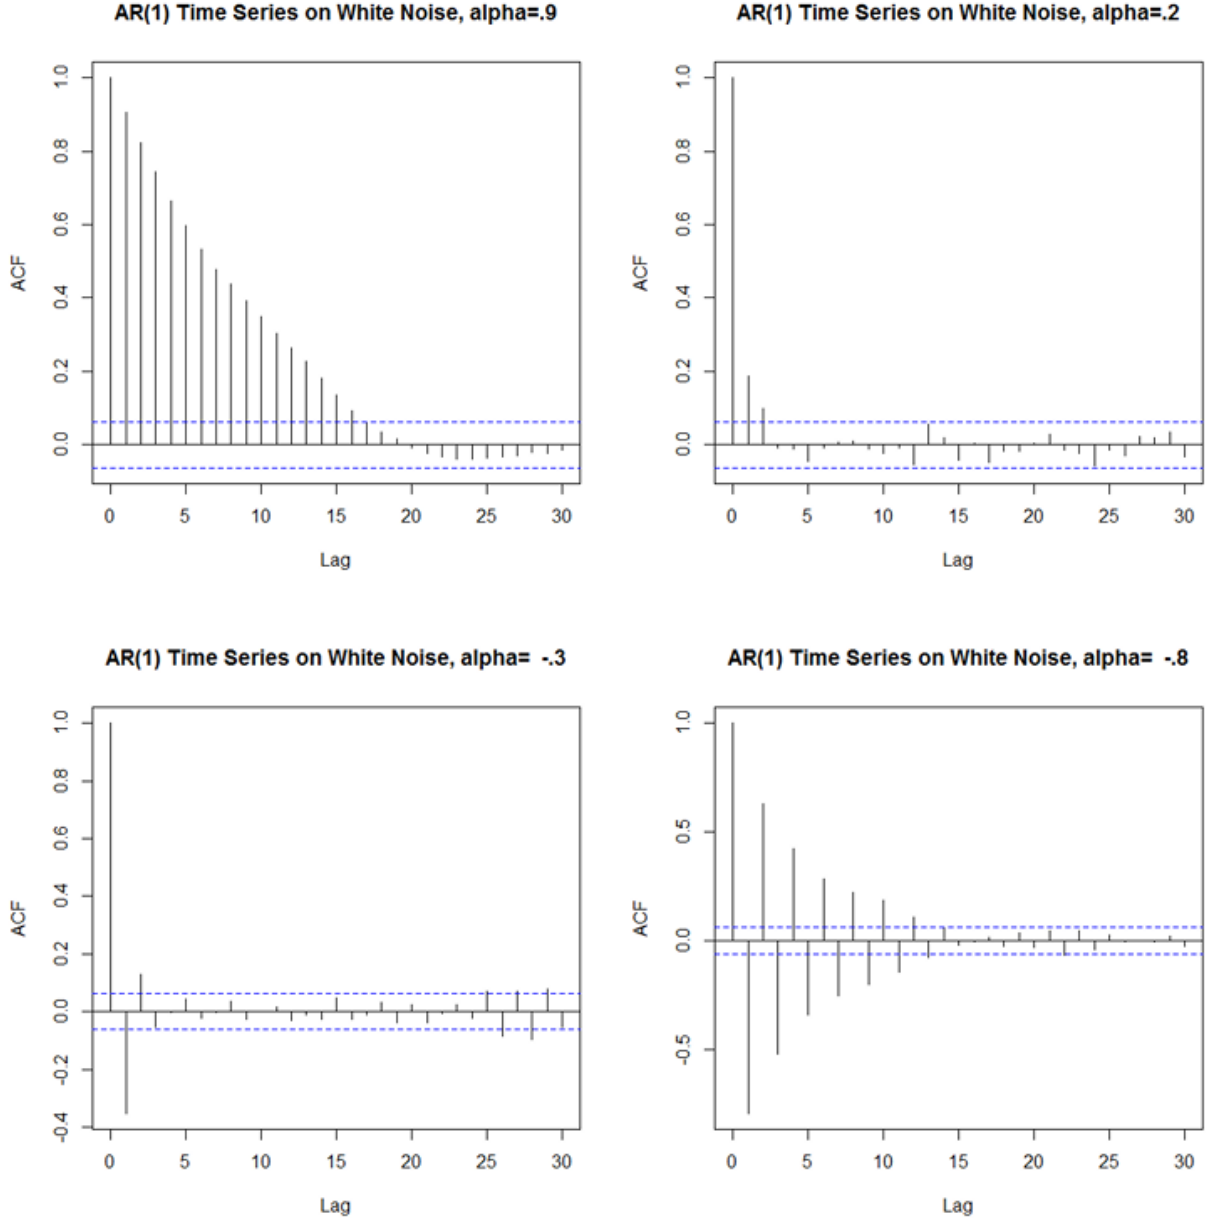 AR(1) Time Series on White Noise, alpha=.9
1.0
0.8
0.6
0.4
0.2
0.0
ACF
0 5 10 15 20 25 30
Lag
AR(1) Time Series on White Noise, alpha=.2
1.0
0.8
0.6
0.4
0.2
0.0
ACF
0 5 10 15 20 25 30
Lag
AR(1) Time Series on White Noise, alpha= -.3
1.0
0.8
0.6
0.4
0.2
0.0
-0.2
-0.4
ACF
0 5 10 15 20 25 30
Lag
AR(1) Time Series on White Noise, alpha= -.8
1.0
0.5
0.0
-0.5
ACF
0 5 10 15 20 25 30
Lag